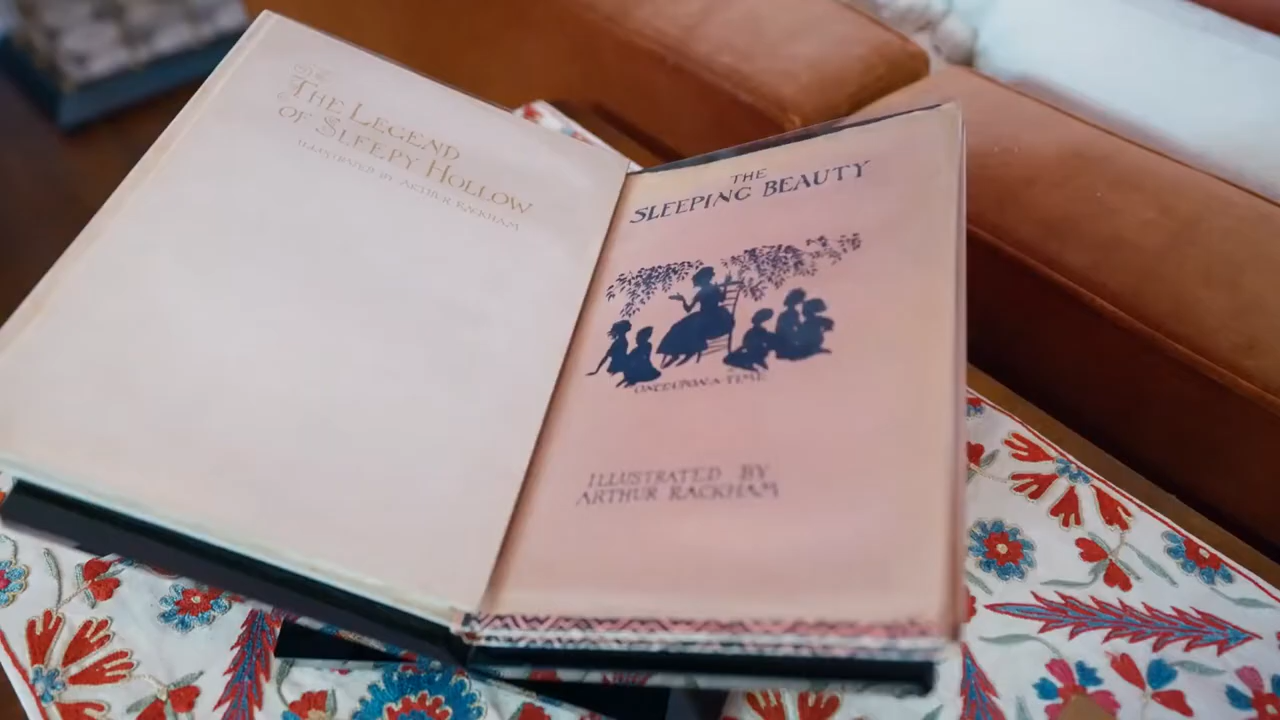 THE LEGEND
OF SLEEPY HOLLOW
ILLUSTRATED BY ARTHUR RACKHAM
THE
SLEEPING BEAUTY
ONCE UPON A TIME
ILLUSTRATED BY
ARTHUR RACKHAM